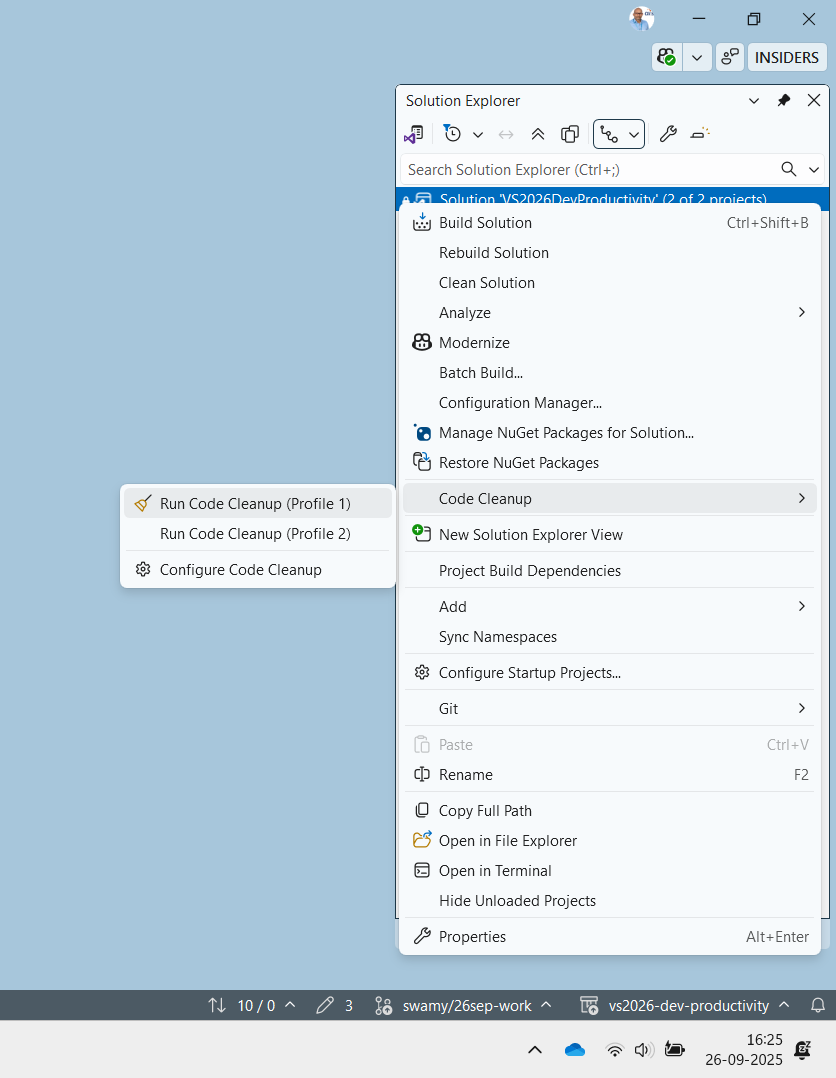 INSIDERS
Solution Explorer
Search Solution Explorer (Ctrl+;)
Solution 'VS2026DevProductivity' (2 of 2 projects)
Build Solution Ctrl+Shift+B
Rebuild Solution
Clean Solution
Analyze
Modernize
Batch Build...
Configuration Manager...
Manage NuGet Packages for Solution...
Restore NuGet Packages
Code Cleanup
Run Code Cleanup (Profile 1)
Run Code Cleanup (Profile 2)
Configure Code Cleanup
New Solution Explorer View
Project Build Dependencies
Add
Sync Namespaces
Configure Startup Projects...
Git
Paste Ctrl+V
Rename F2
Copy Full Path
Open in File Explorer
Open in Terminal
Hide Unloaded Projects
Properties Alt+Enter
10 / 0 3 swamy/26sep-work vs2026-dev-productivity
16:25
26-09-2025